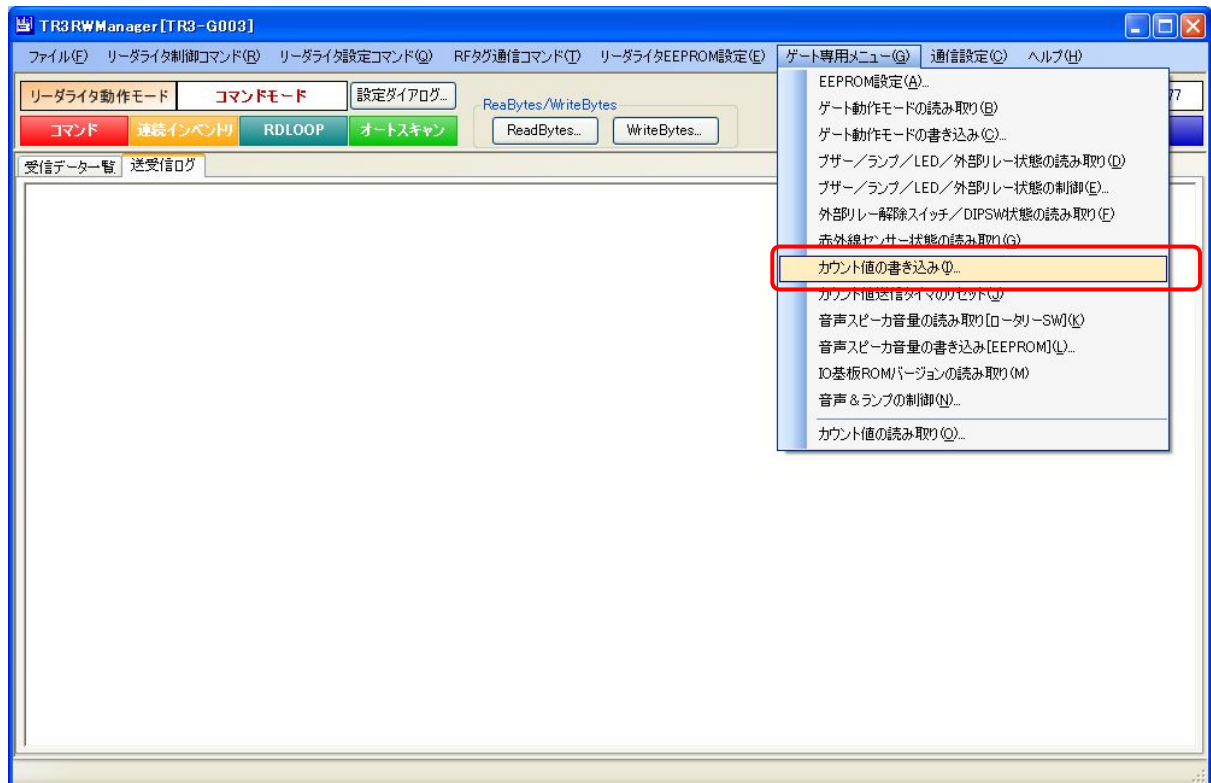 TR3RWManager[TR3-G003]
ファイル(F) リーダライタ制御コマンド(R) リーダライタ設定コマンド(Q) RFタグ通信コマンド(T) リーダライタEEPROM設定(E) ゲート専用メニュー(G) 通信設定(C) ヘルプ(H)
リーダライタ動作モード コマンドモード 設定ダイアログ... ReaBytes/WriteBytes 77
コマンド 連続インベントリ RDLOOP オートスキャン ReadBytes... WriteBytes...
受信データ一覧 送受信ログ
EEPROM設定(A)...
ゲート動作モードの読み取り(B)
ゲート動作モードの書き込み(C)...
ブザー／ランプ／LED／外部リレー状態の読み取り(D)
ブザー／ランプ／LED／外部リレー状態の制御(E)...
外部リレー解除スイッチ／DIPSW状態の読み取り(F)
赤外線センサー状態の読み取り(G)
カウント値の書き込み(I)...
カウント値送信タイマのリセット(J)
音声スピーカ音量の読み取り[ロータリーSW](K)
音声スピーカ音量の書き込み[EEPROM](L)...
IO基板ROMバージョンの読み取り(M)
音声＆ランプの制御(N)...
カウント値の読み取り(O)...